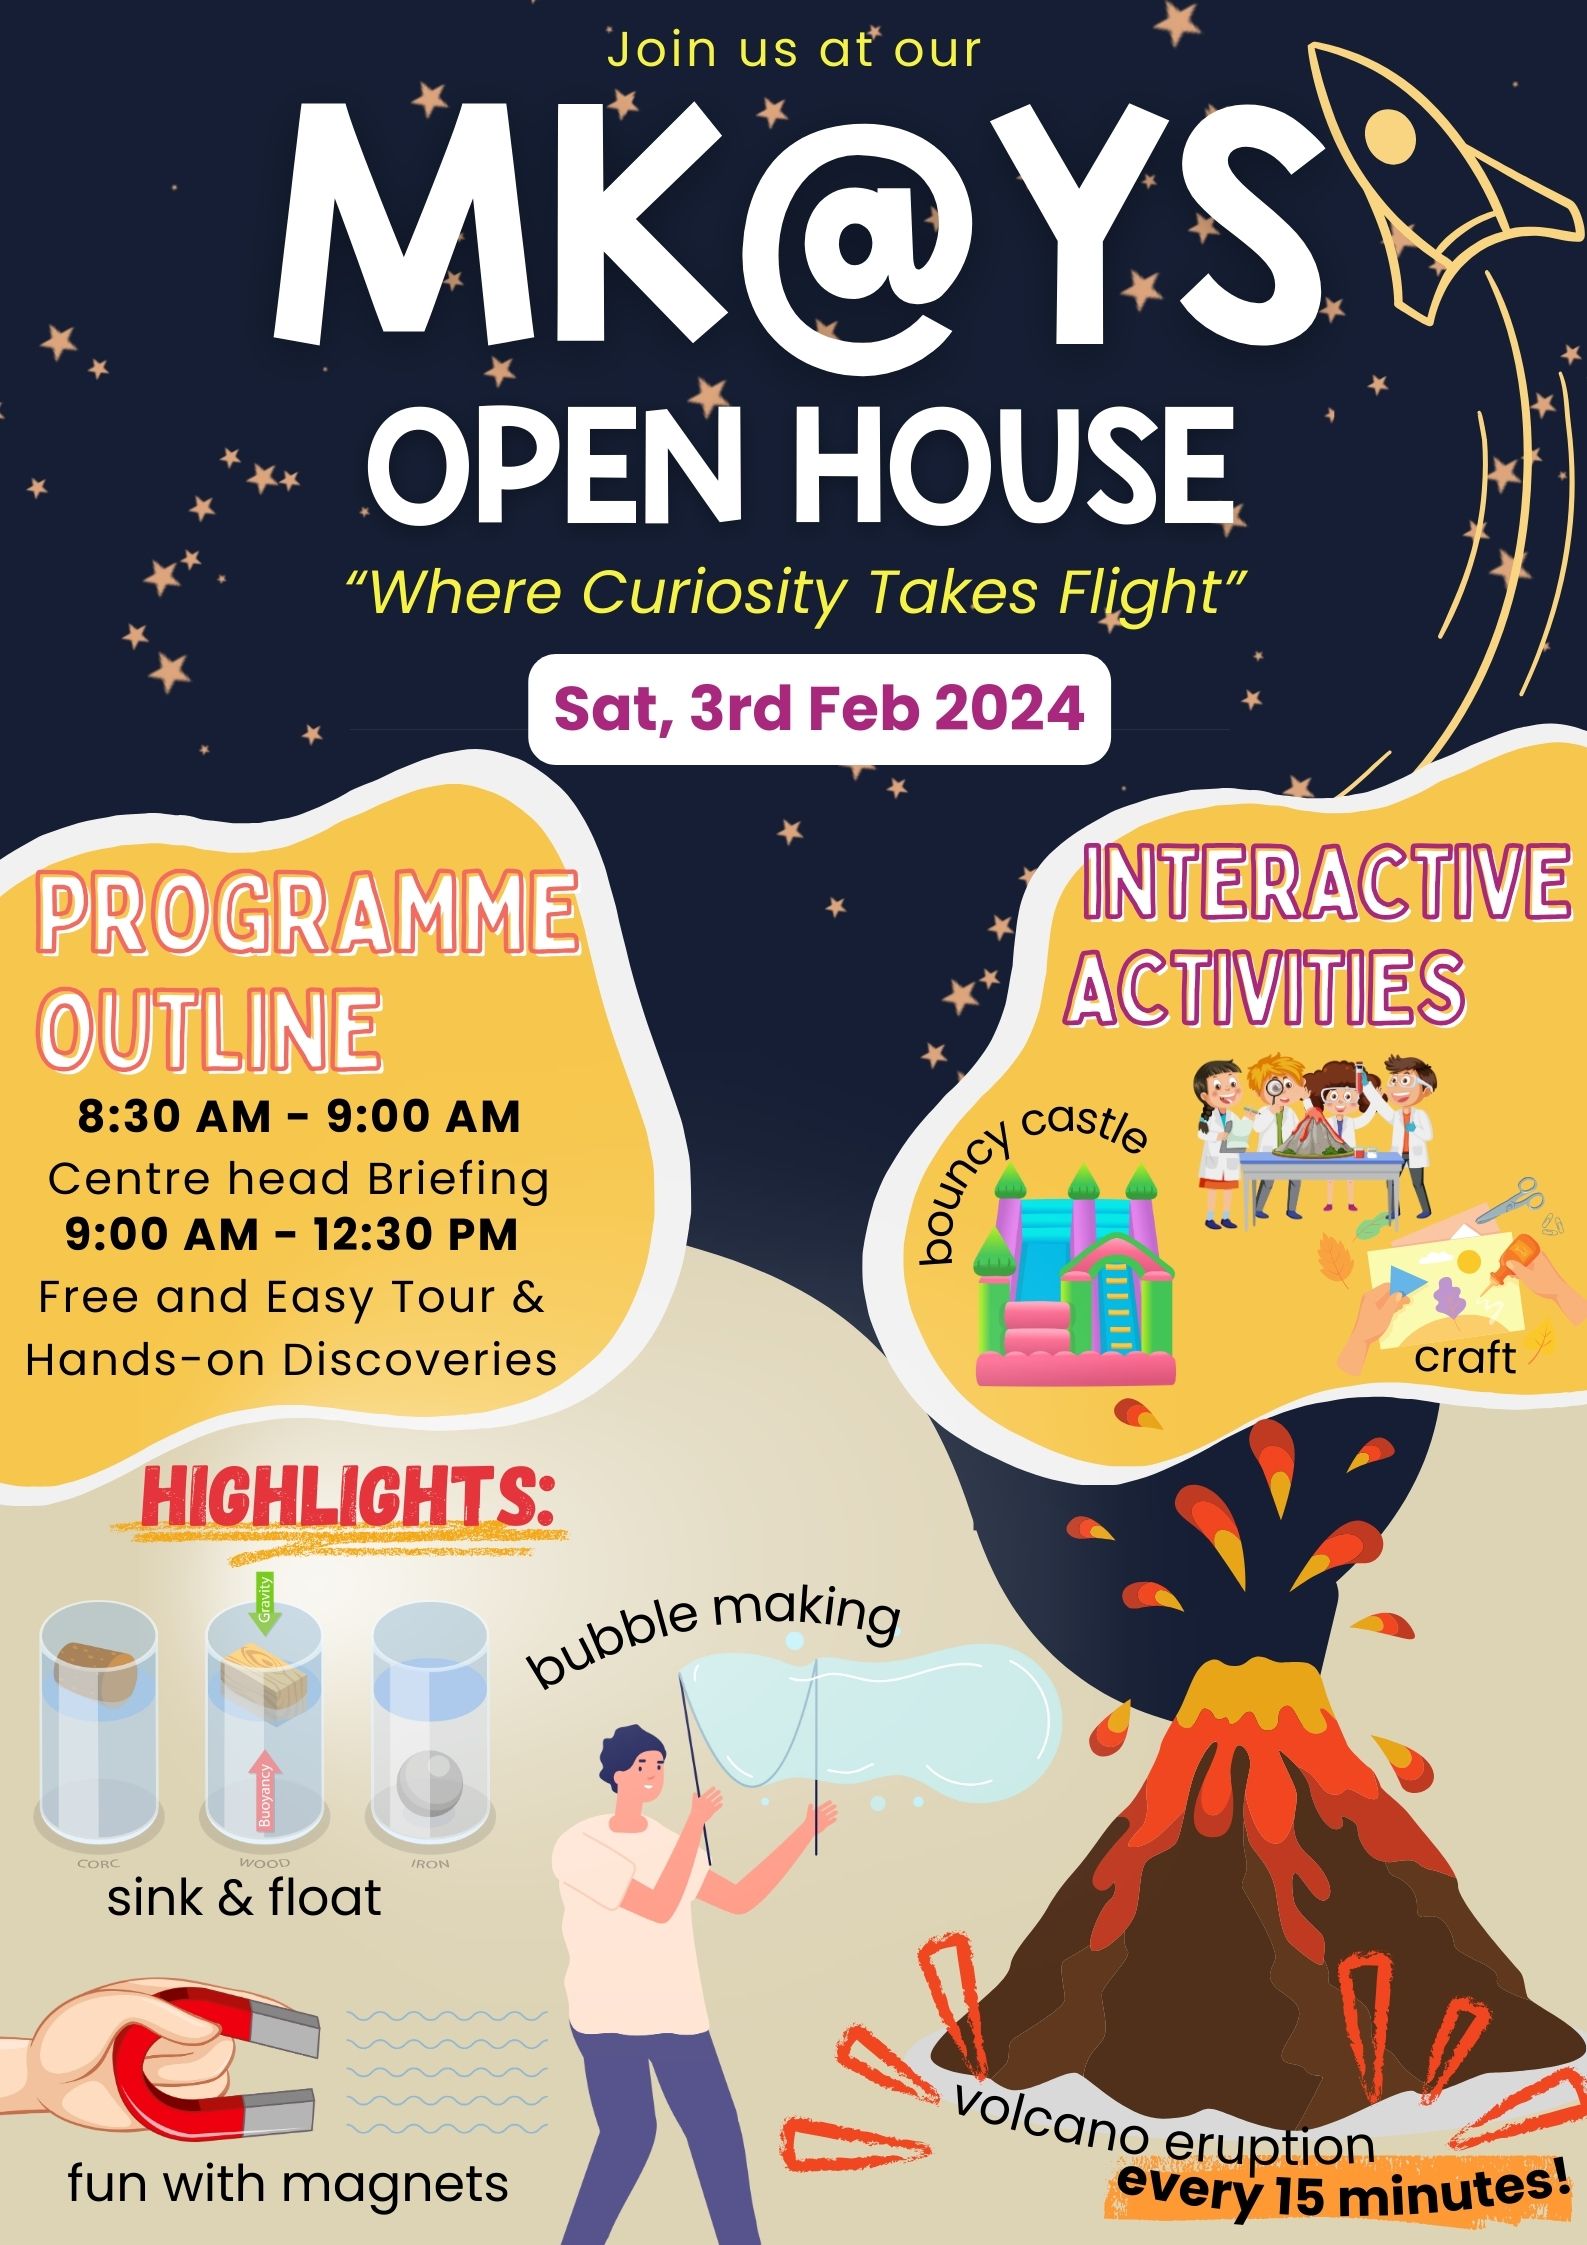 Join us at our
MK@YS
OPEN HOUSE
“Where Curiosity Takes Flight”
Sat, 3rd Feb 2024
PROGRAMME
OUTLINE
8:30 AM - 9:00 AM
Centre head Briefing
9:00 AM - 12:30 PM
Free and Easy Tour &
Hands-on Discoveries
INTERACTIVE
ACTIVITIES
bouncy castle
craft
HIGHLIGHTS:
Gravity
Buoyancy
CORC
WOOD
IRON
sink & float
bubble making
fun with magnets
volcano eruption
every 15 minutes!